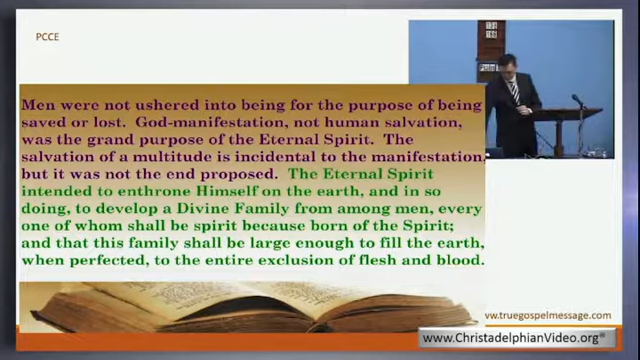 PCCE
Men were not ushered into being for the purpose of being
saved or lost. God-manifestation, not human salvation,
was the grand purpose of the Eternal Spirit. The
salvation of a multitude is incidental to the manifestation,
but it was not the end proposed. The Eternal Spirit
intended to enthrone Himself on the earth, and in so
doing, to develop a Divine Family from among men, every
one of whom shall be spirit because born of the Spirit;
and that this family shall be large enough to fill the earth,
when perfected, to the entire exclusion of flesh and blood.
vw.truegospelmessage.com
www.ChristadelphianVideo.org®